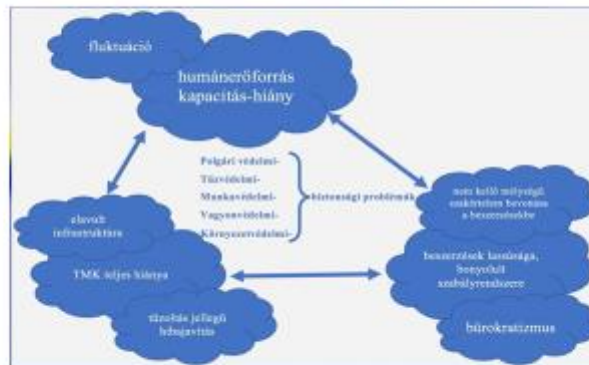 fluktuáció
humánerőforrás
kapacitás-hiány
Polgári védelmi-
Tűzvédelmi-
Munkavédelmi-
Vagyonvédelmi-
Környezetvédelmi-
biztonsági problémák
nem kellő mélységű
szakértelem bevonása
a beszerzésekbe
elavult
infrastruktúra
TMK teljes hiánya
tűzoltás jellegű
hibajavítás
beszerzések lassúsága,
bonyolult
szabályrendszere
bürokratizmus